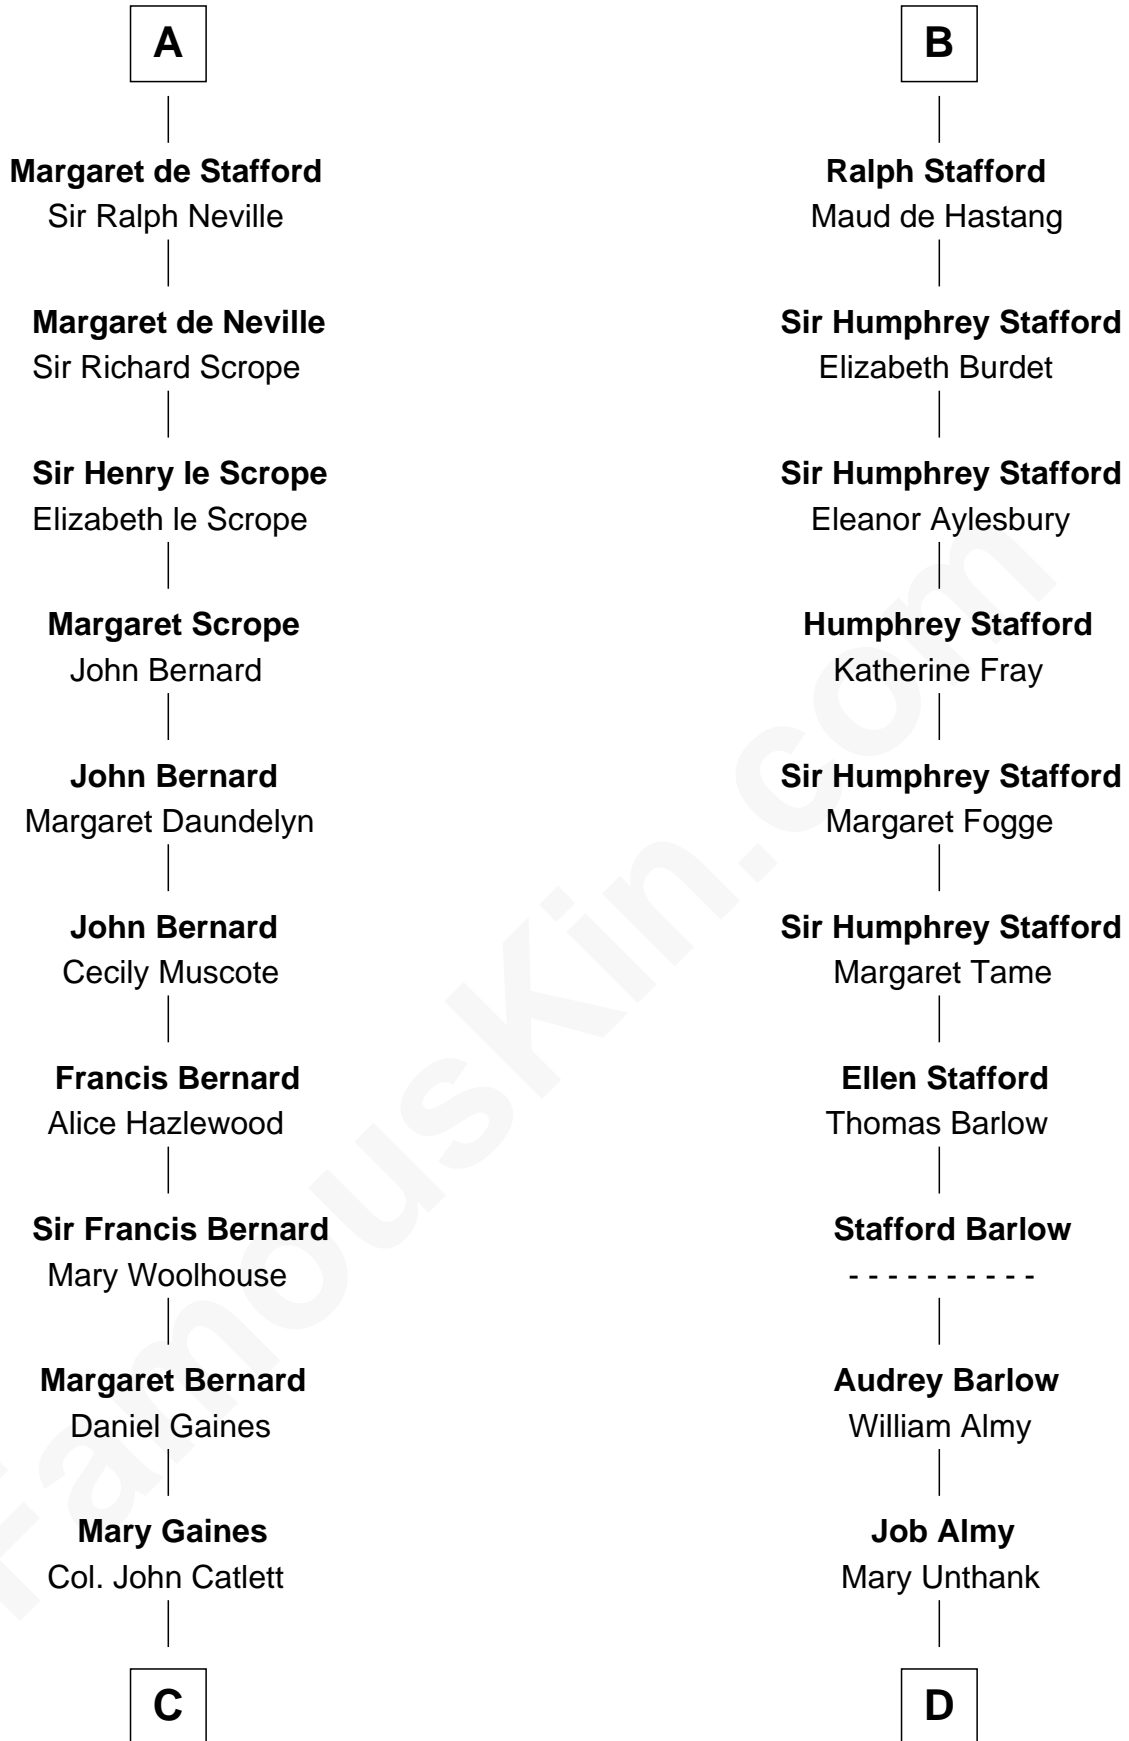 A
Margaret de Stafford
Sir Ralph Neville
Margaret de Neville
Sir Richard Scrope
Sir Henry le Scrope
Elizabeth le Scrope
Margaret Scrope
John Bernard
John Bernard
Margaret Daundelyn
John Bernard
Cecily Muscote
Francis Bernard
Alice Hazlewood
Sir Francis Bernard
Mary Woolhouse
Margaret Bernard
Daniel Gaines
Mary Gaines
Col. John Catlett
C
B
Ralph Stafford
Maud de Hastang
Sir Humphrey Stafford
Elizabeth Burdet
Sir Humphrey Stafford
Eleanor Aylesbury
Humphrey Stafford
Katherine Fray
Sir Humphrey Stafford
Margaret Fogge
Sir Humphrey Stafford
Margaret Tame
Ellen Stafford
Thomas Barlow
Stafford Barlow
- - - - - - - - - -
Audrey Barlow
William Almy
Job Almy
Mary Unthank
D
FamousKin.com